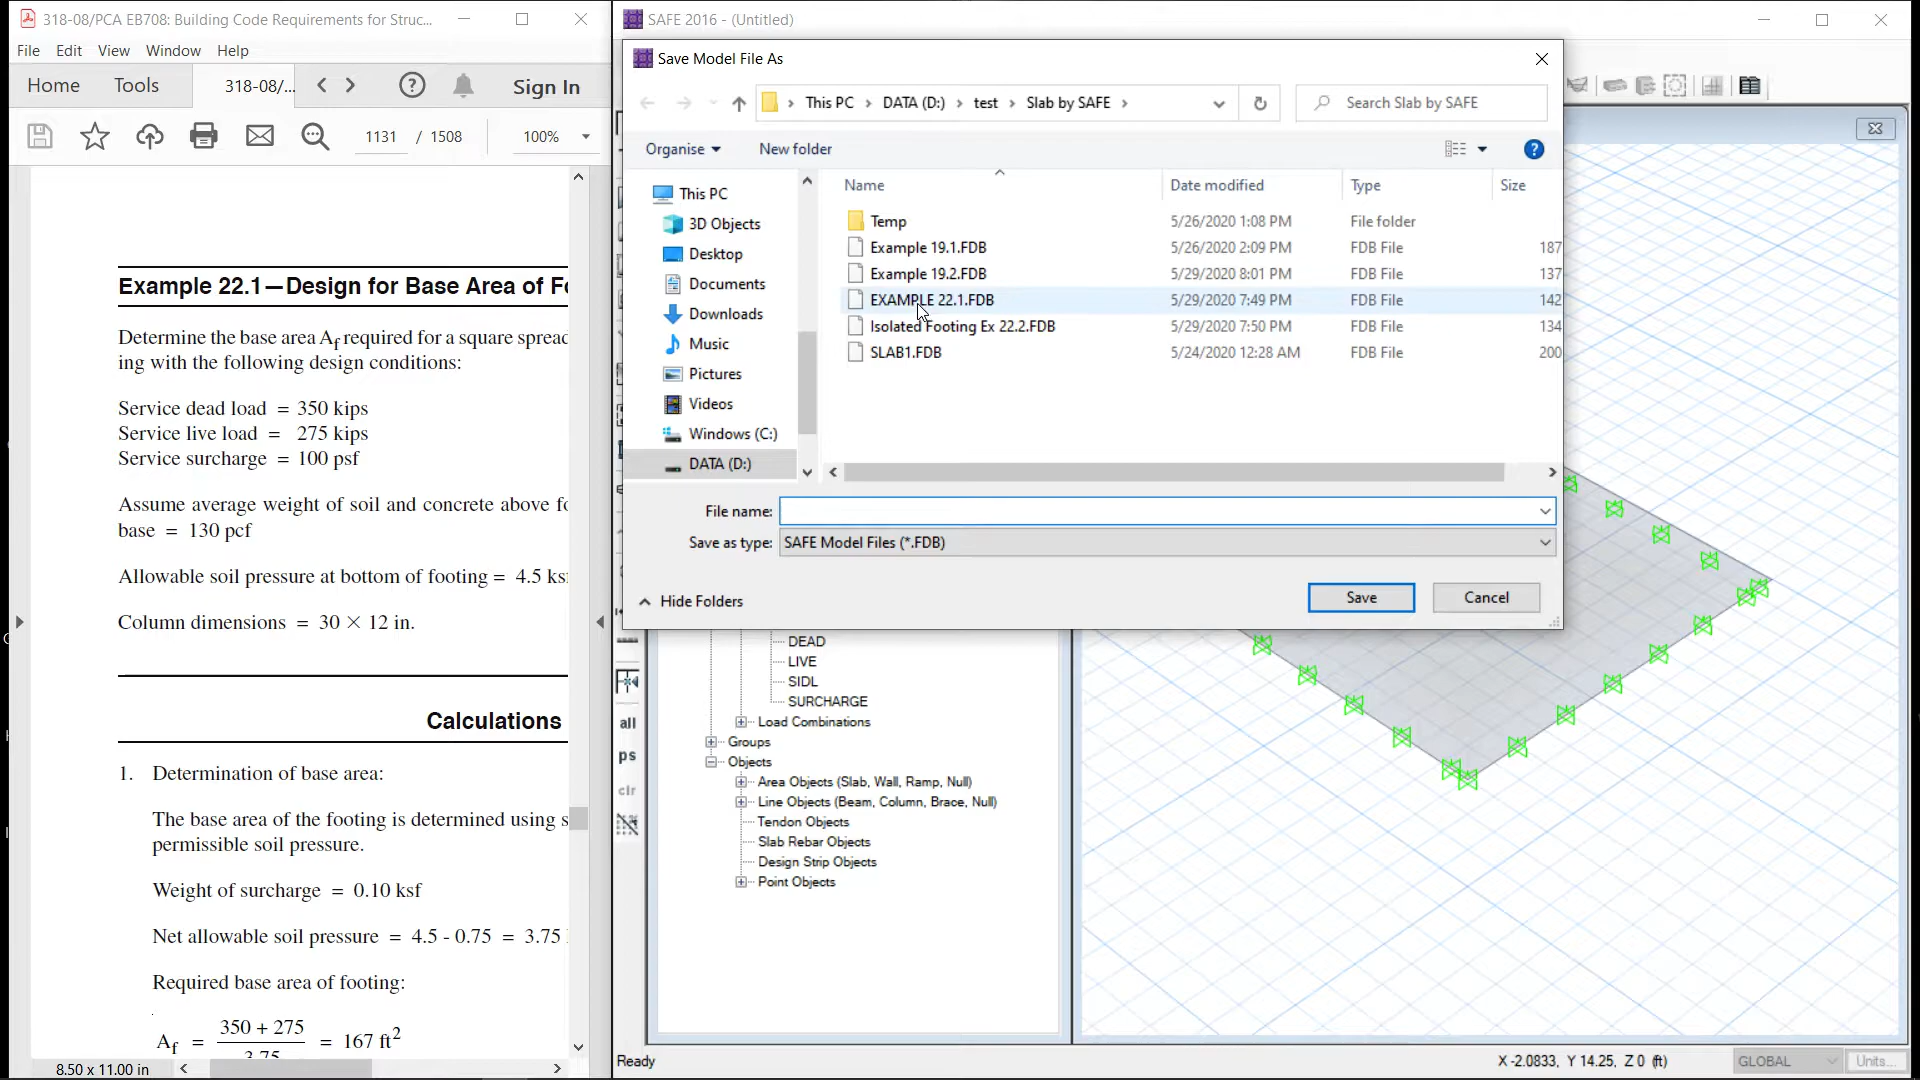 318-08/PCA EB708: Building Code Requirements for Struc...
File Edit View Window Help
Home Tools 318-08/... Sign In
1131 / 1508 100%
Example 22.1—Design for Base Area of Fo
Determine the base area Af required for a square spread
ing with the following design conditions:
Service dead load = 350 kips
Service live load = 275 kips
Service surcharge = 100 psf
Assume average weight of soil and concrete above fo
base = 130 pcf
Allowable soil pressure at bottom of footing = 4.5 ksf
Column dimensions = 30 × 12 in.
Calculations
1. Determination of base area:
The base area of the footing is determined using s
permissible soil pressure.
Weight of surcharge = 0.10 ksf
Net allowable soil pressure = 4.5 - 0.75 = 3.75
Required base area of footing:
Af = 350 + 275 / 3.75 = 167 ft2
8.50 x 11.00 in
SAFE 2016 - (Untitled)
Save Model File As
This PC > DATA (D:) > test > Slab by SAFE >
Search Slab by SAFE
Organise New folder
This PC
3D Objects
Desktop
Documents
Downloads
Music
Pictures
Videos
Windows (C:)
DATA (D:)
Name Date modified Type Size
Temp 5/26/2020 1:08 PM File folder
Example 19.1.FDB 5/26/2020 2:09 PM FDB File 187
Example 19.2.FDB 5/29/2020 8:01 PM FDB File 137
EXAMPLE 22.1.FDB 5/29/2020 7:49 PM FDB File 142
Isolated Footing Ex 22.2.FDB 5/29/2020 7:50 PM FDB File 134
SLAB1.FDB 5/24/2020 12:28 AM FDB File 200
File name:
Save as type: SAFE Model Files (*.FDB)
Hide Folders
Save Cancel
all
ps
clr
DEAD
LIVE
SIDL
SURCHARGE
Load Combinations
Groups
Objects
Area Objects (Slab, Wall, Ramp, Null)
Line Objects (Beam, Column, Brace, Null)
Tendon Objects
Slab Rebar Objects
Design Strip Objects
Point Objects
Ready
X -2.0833, Y 14.25, Z 0 (ft)
GLOBAL
Units...